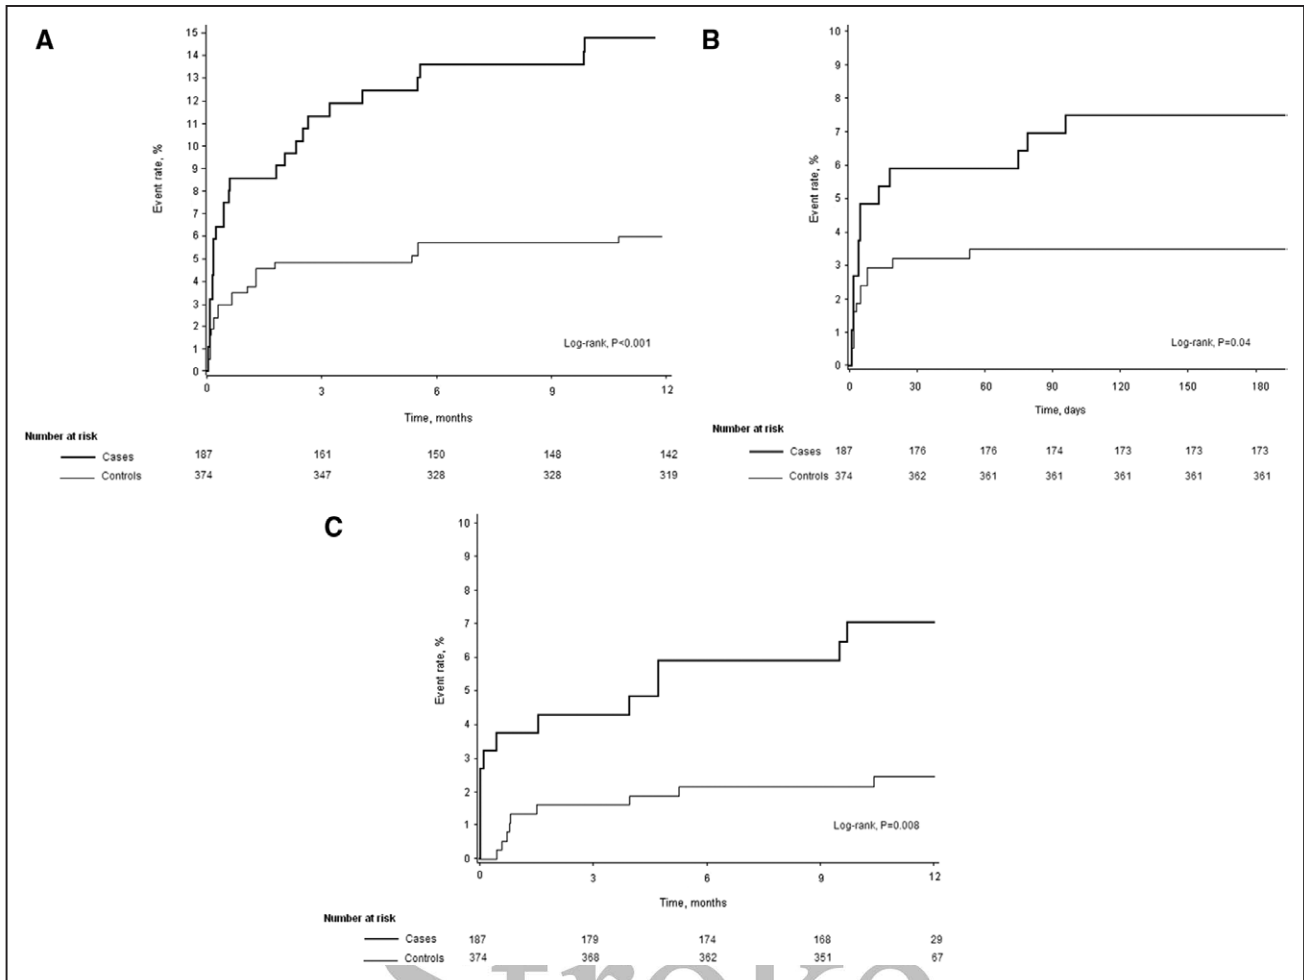 A
15
14
13
12
11
10
9
8
7
6
5
4
3
2
1
0
Event rate, %
Log-rank, P<0.001
0 3 6 9 12
Time, months
Number at risk
Cases 187 161 150 148 142
Controls 374 347 328 328 319
B
10
9
8
7
6
5
4
3
2
1
0
Event rate, %
Log-rank, P=0.04
0 30 60 90 120 150 180
Time, days
Number at risk
Cases 187 176 176 174 173 173 173
Controls 374 362 361 361 361 361 361
C
10
9
8
7
6
5
4
3
2
1
0
Event rate, %
Log-rank, P=0.008
0 3 6 9 12
Time, months
Number at risk
Cases 187 179 174 168 29
Controls 374 368 362 351 67
Stroke